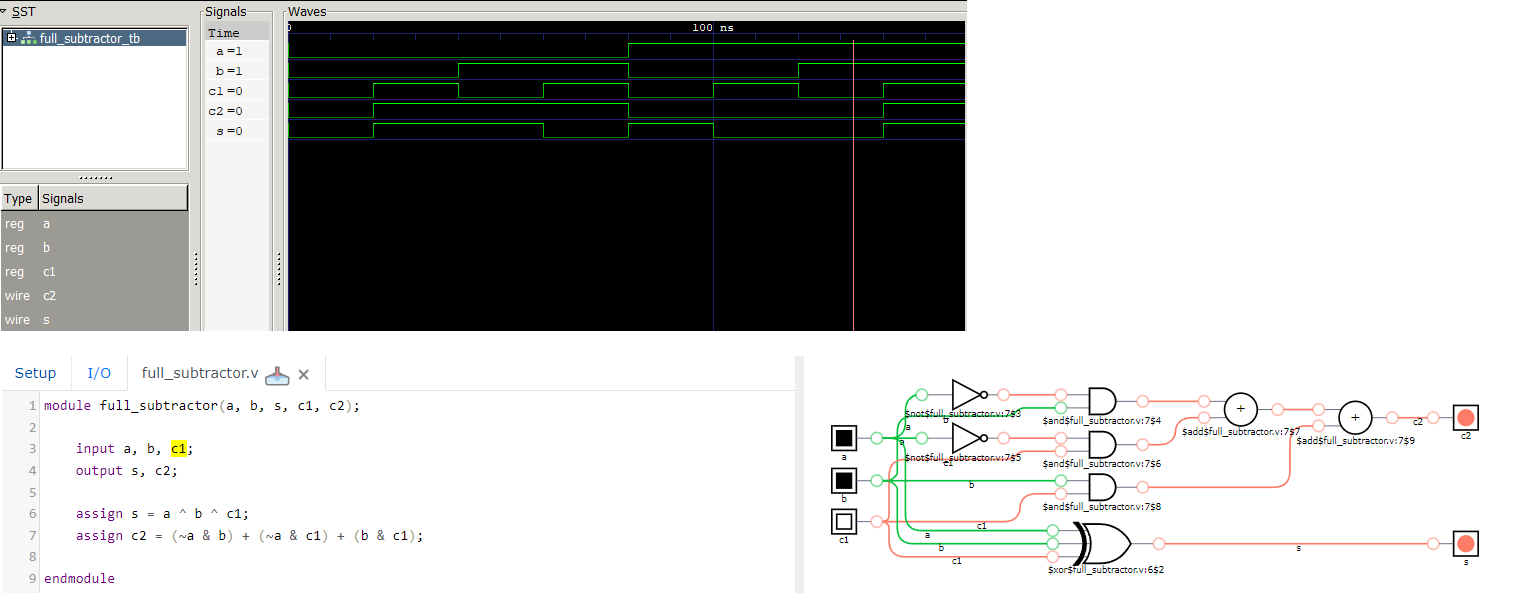 SST
full_subtractor_tb
Type Signals
reg a
reg b
reg c1
wire c2
wire s
Signals
Time
a =1
b =1
c1 =0
c2 =0
s =0
Waves
0
100 ns
Setup I/O full_subtractor.v
1 module full_subtractor(a, b, s, c1, c2);
2
3 input a, b, c1;
4 output s, c2;
5
6 assign s = a ^ b ^ c1;
7 assign c2 = (~a & b) + (~a & c1) + (b & c1);
8
9 endmodule
a
b
c1
$not$full_subtractor.v:7$3
a
b
$and$full_subtractor.v:7$4
a
$not$full_subtractor.v:7$5
c1
$and$full_subtractor.v:7$6
b
$and$full_subtractor.v:7$8
c1
a
b
c1
$xor$full_subtractor.v:6$2
+
$add$full_subtractor.v:7$7
+
$add$full_subtractor.v:7$9
c2
c2
s
s